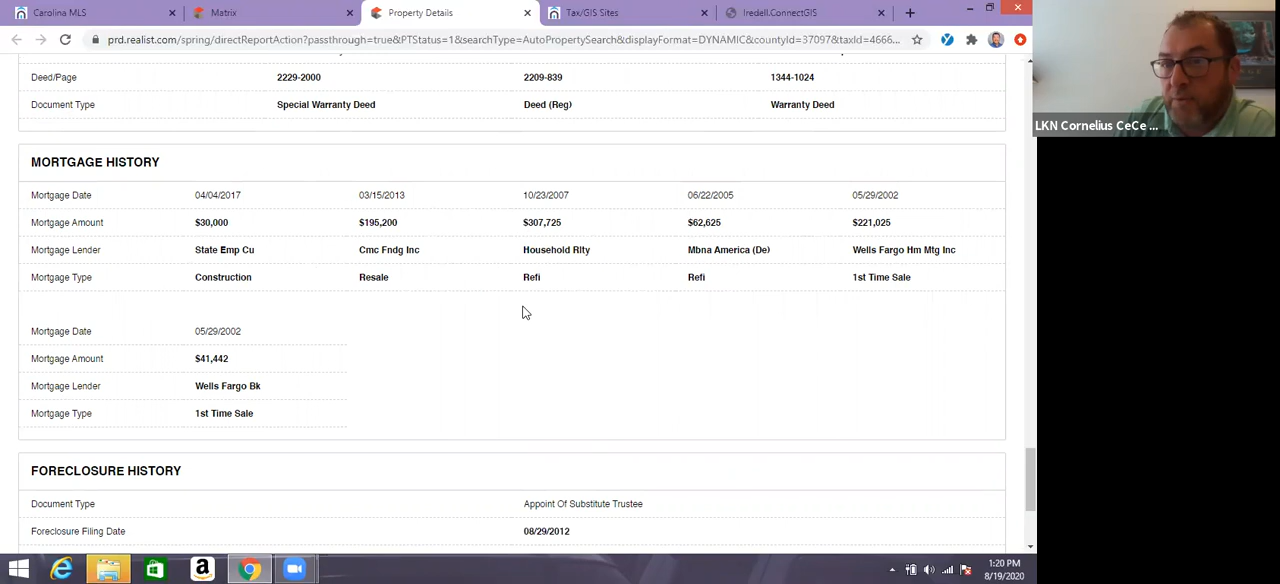 Carolina MLS
Matrix
Property Details
Tax/GIS Sites
Iredell.ConnectGIS
prd.realist.com/spring/directReportAction?passthrough=true&PTStatus=1&searchType=AutoPropertySearch&displayFormat=DYNAMIC&countyId=37097&taxId=4666...
Deed/Page 2229-2000 2209-839 1344-1024
Document Type Special Warranty Deed Deed (Reg) Warranty Deed
LKN Cornelius CeCe ...
MORTGAGE HISTORY
Mortgage Date 04/04/2017 03/15/2013 10/23/2007 06/22/2005 05/29/2002
Mortgage Amount $30,000 $195,200 $307,725 $62,625 $221,025
Mortgage Lender State Emp Cu Cmc Fndg Inc Household Rlty Mbna America (De) Wells Fargo Hm Mtg Inc
Mortgage Type Construction Resale Refi Refi 1st Time Sale
Mortgage Date 05/29/2002
Mortgage Amount $41,442
Mortgage Lender Wells Fargo Bk
Mortgage Type 1st Time Sale
FORECLOSURE HISTORY
Document Type Appoint Of Substitute Trustee
Foreclosure Filing Date 08/29/2012
1:20 PM
8/19/2020